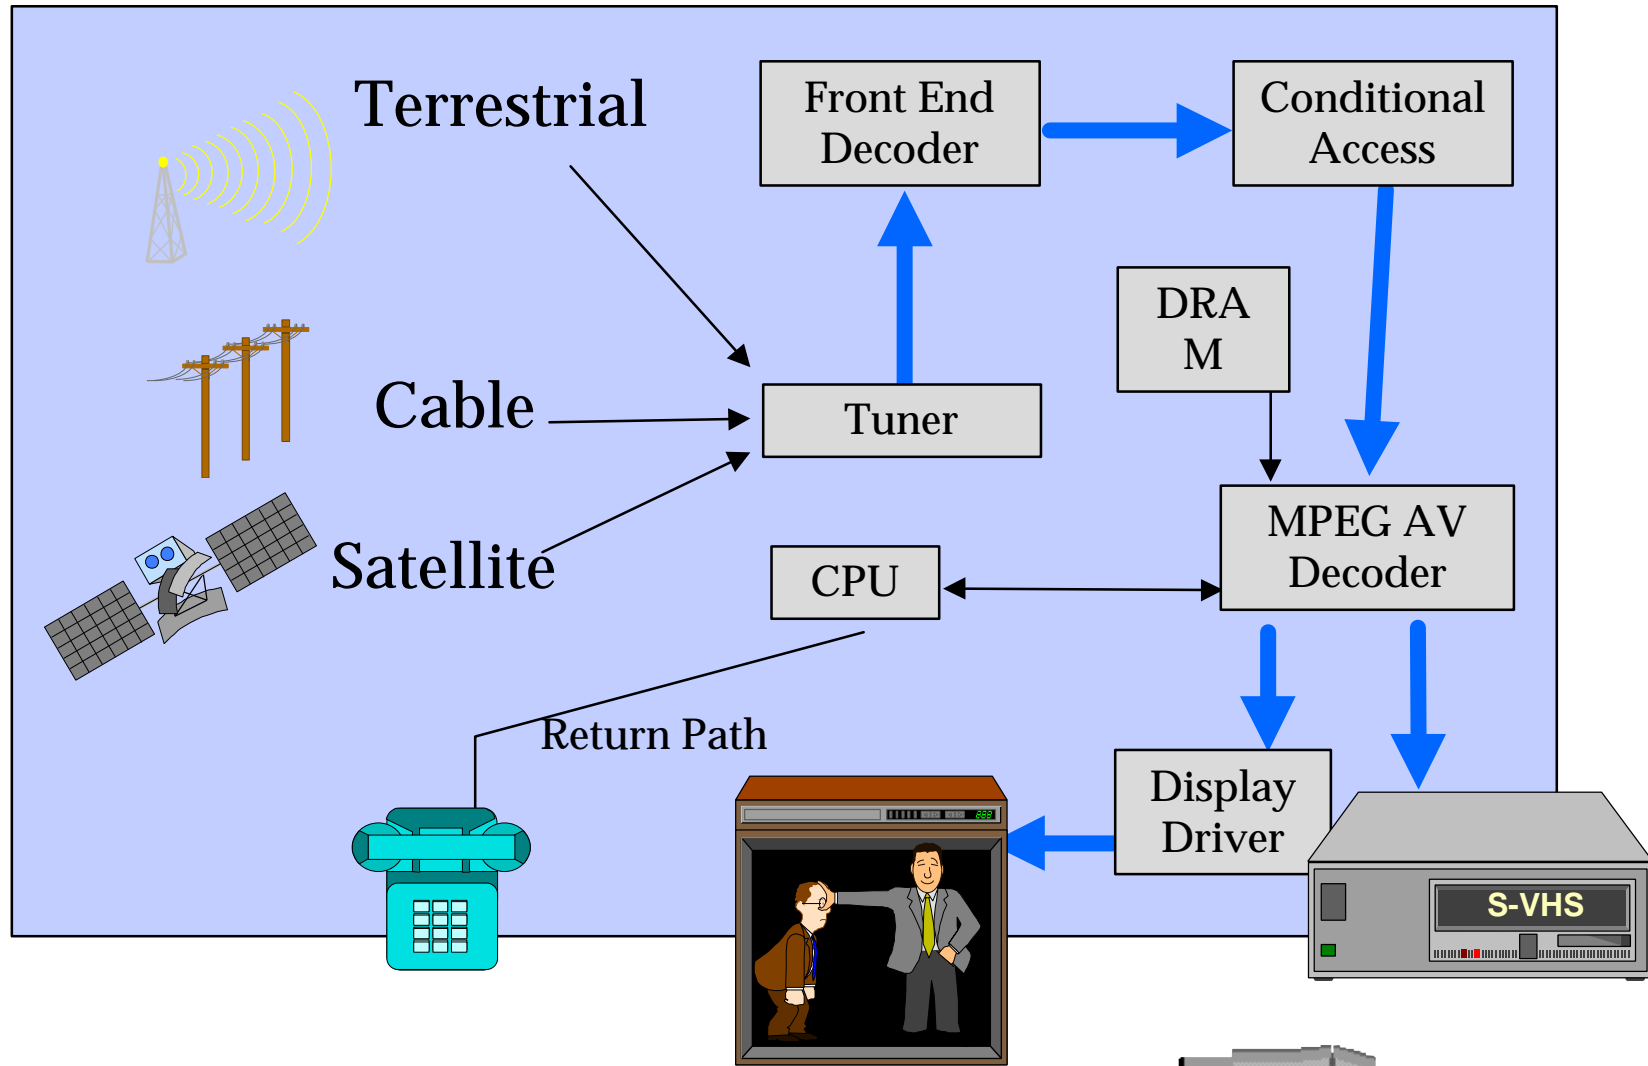 Terrestrial
Front End
Decoder
Conditional
Access
DRA
M
Cable
Tuner
Satellite
CPU
MPEG AV
Decoder
Return Path
Display
Driver
S-VHS